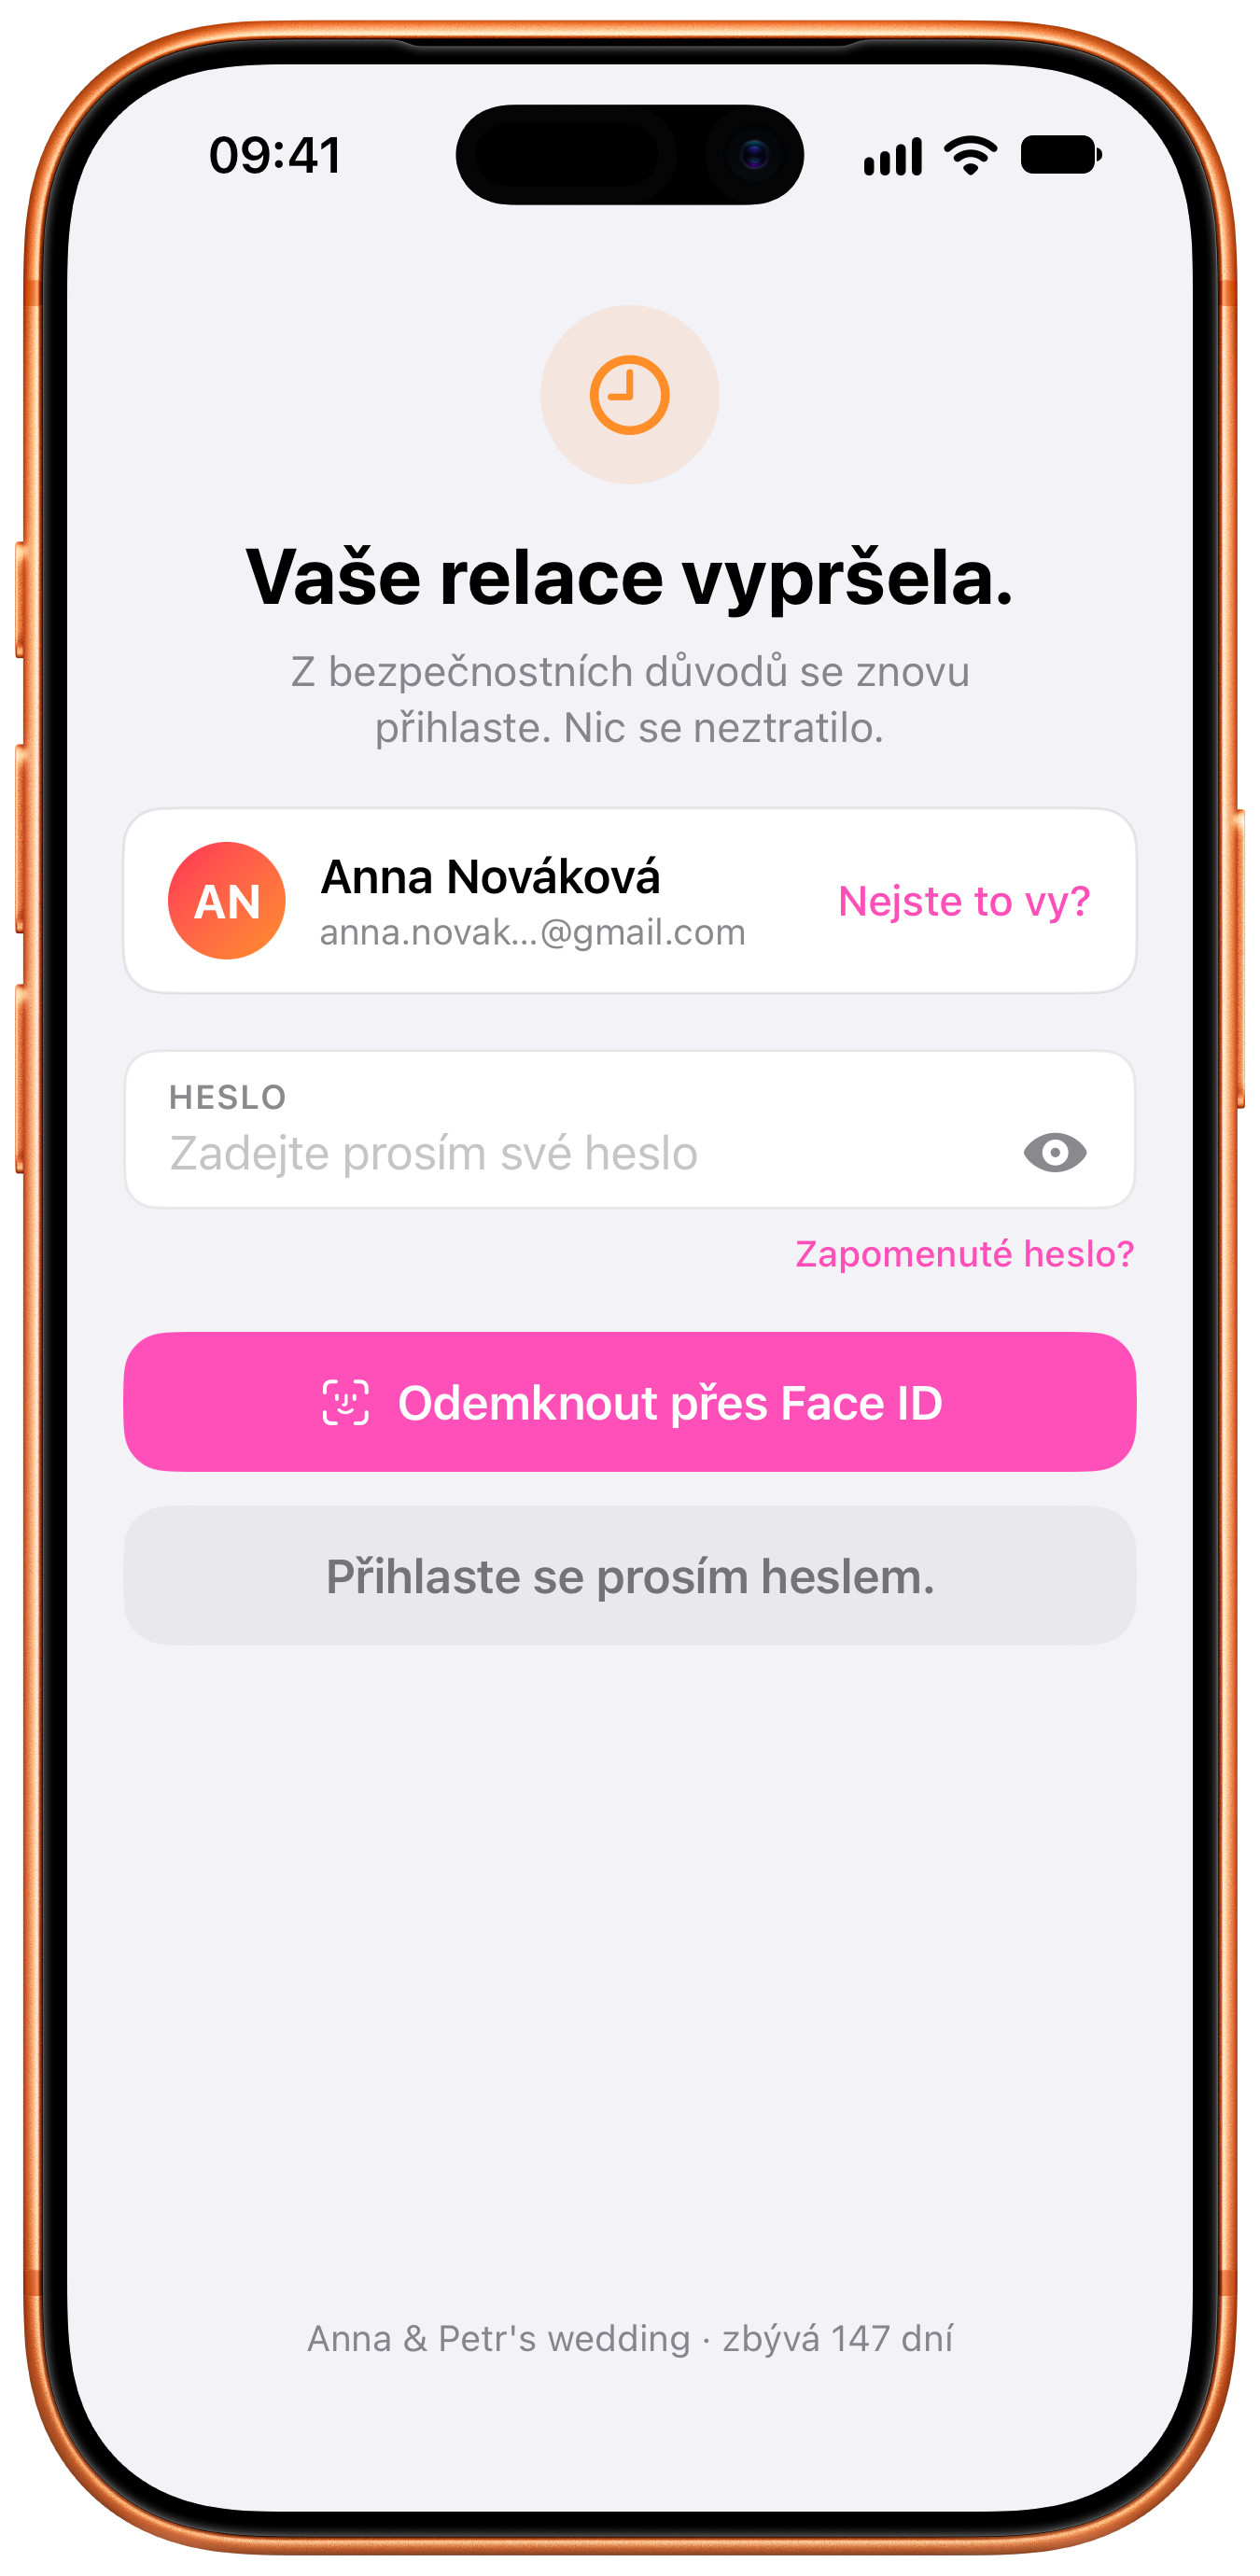 09:41
Vaše relace vypršela.
Z bezpečnostních důvodů se znovu
přihlaste. Nic se neztratilo.
AN
Anna Nováková
anna.novak...@gmail.com
Nejste to vy?
HESLO
Zadejte prosím své heslo
Zapomenuté heslo?
Odemknout přes Face ID
Přihlaste se prosím heslem.
Anna & Petr's wedding · zbývá 147 dní